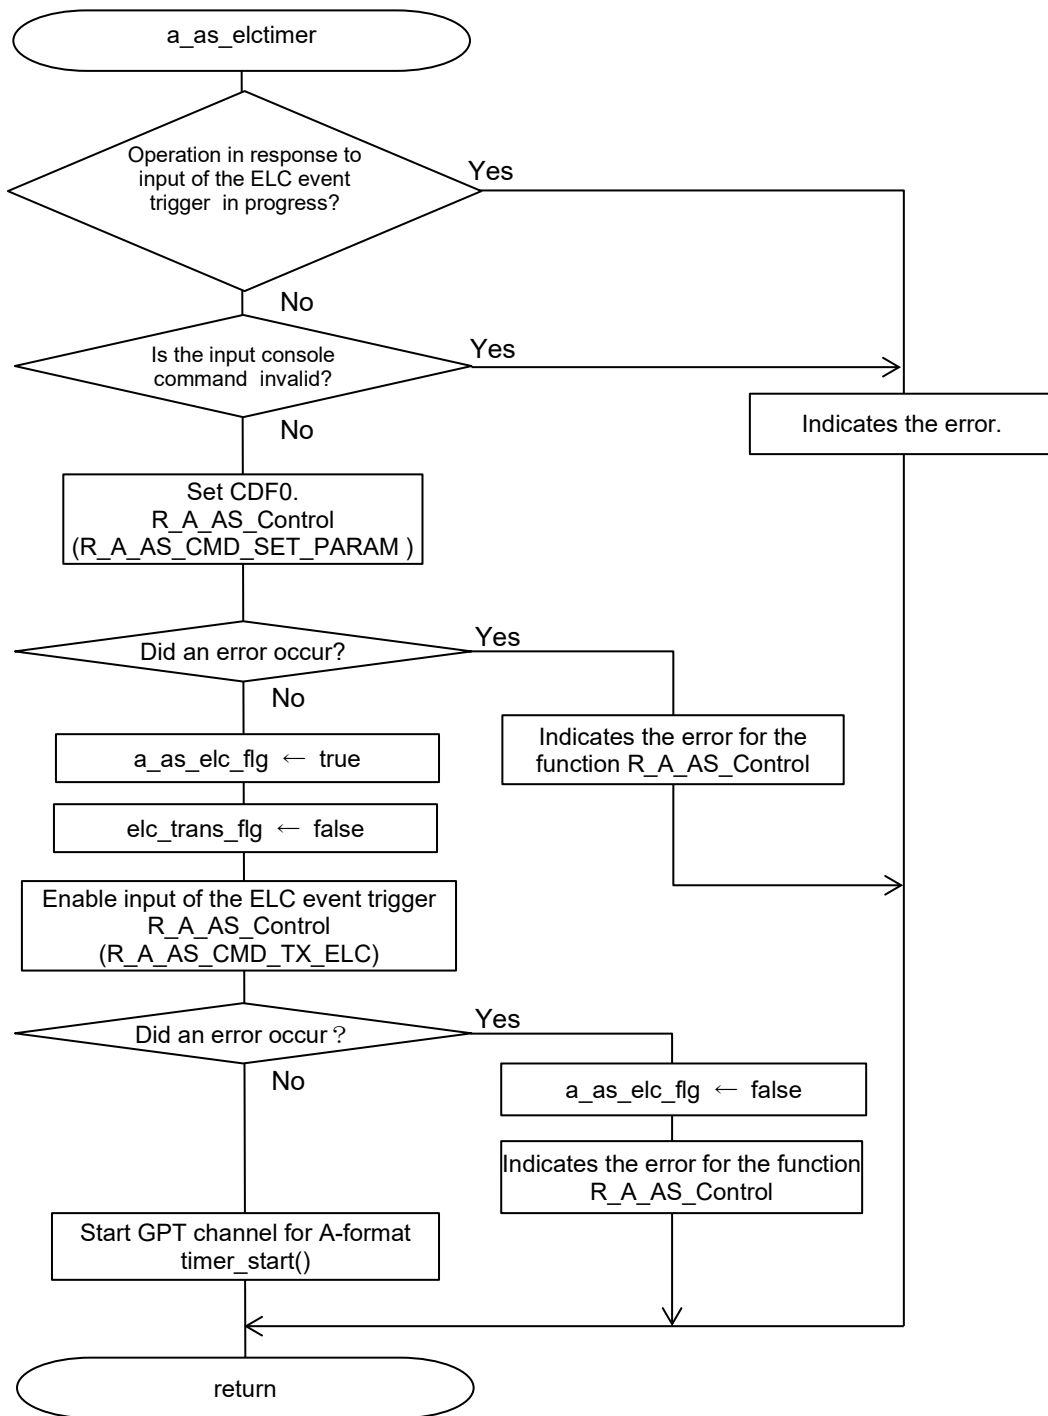 a_as_elctimer
Operation in response to
input of the ELC event
trigger in progress?
Yes
No
Is the input console
command invalid?
Yes
No
Indicates the error.
Set CDF0.
R_A_AS_Control
(R_A_AS_CMD_SET_PARAM )
Did an error occur?
Yes
No
Indicates the error for the
function R_A_AS_Control
a_as_elc_flg ← true
elc_trans_flg ← false
Enable input of the ELC event trigger
R_A_AS_Control
(R_A_AS_CMD_TX_ELC)
Did an error occur？
Yes
No
a_as_elc_flg ← false
Indicates the error for the function
R_A_AS_Control
Start GPT channel for A-format
timer_start()
return